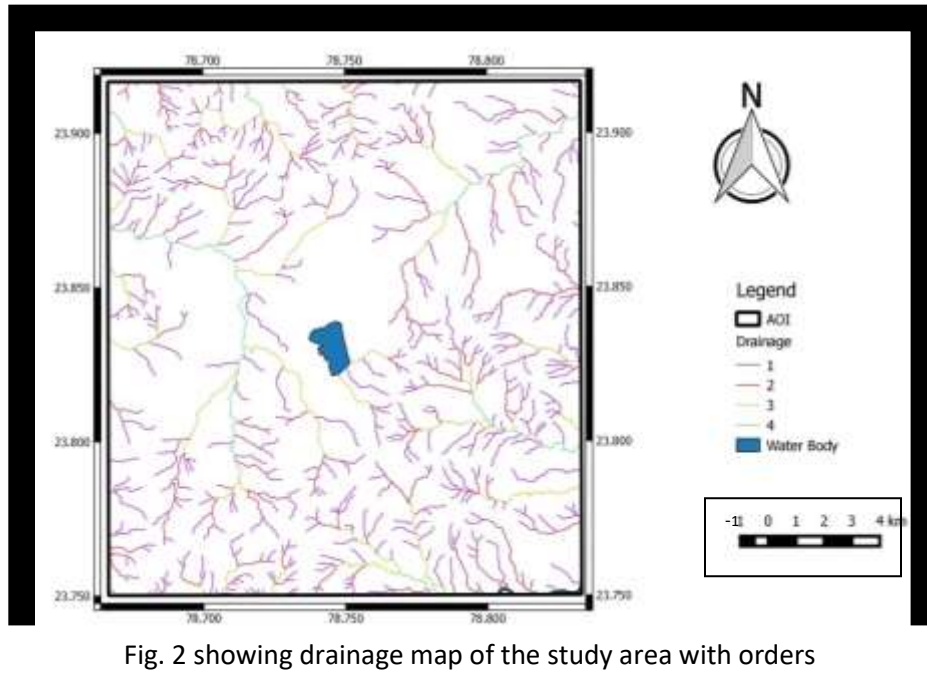 78.700 78.750 78.800
N
23.900 23.900
23.850 23.850
23.800 23.800
23.750 23.750
78.700 78.750 78.800
Legend
AOI
Drainage
1
2
3
4
Water Body
-1 0 1 2 3 4 km
Fig. 2 showing drainage map of the study area with orders